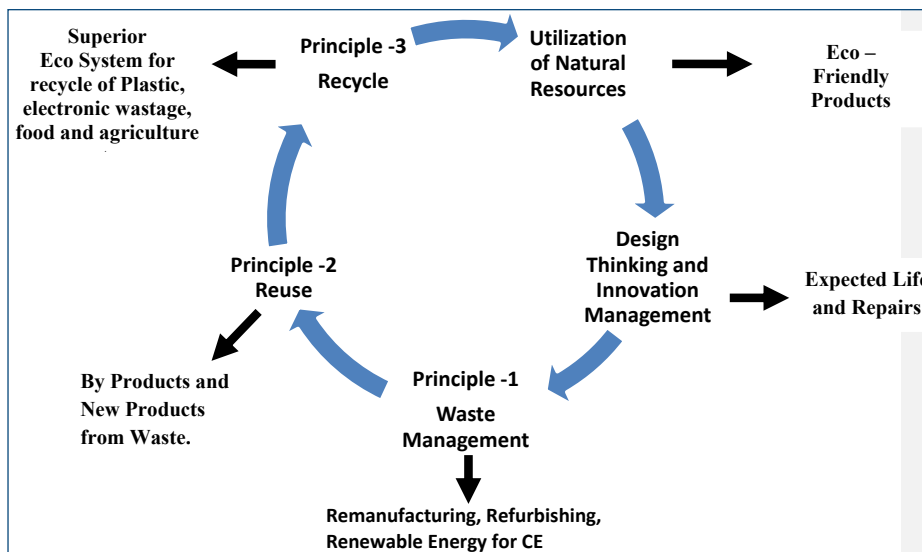 Superior
Eco System for
recycle of Plastic,
electronic wastage,
food and agriculture
Principle -3
Recycle
Utilization
of Natural
Resources
Eco –
Friendly
Products
Design
Thinking and
Innovation
Management
Expected Life
and Repairs
Principle -1
Waste
Management
Remanufacturing, Refurbishing,
Renewable Energy for CE
Principle -2
Reuse
By Products and
New Products
from Waste.